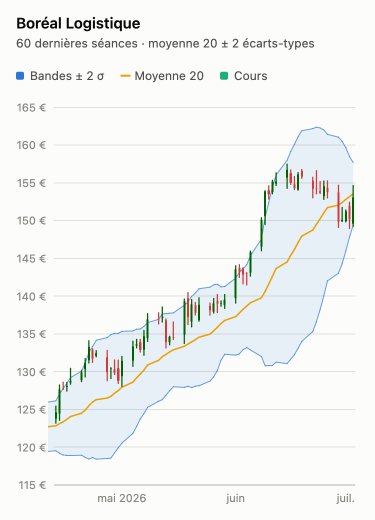 Boréal Logistique
60 dernières séances · moyenne 20 ± 2 écarts-types
Bandes ± 2 σ Moyenne 20 Cours
165 €
160 €
155 €
150 €
145 €
140 €
135 €
130 €
125 €
120 €
115 €
mai 2026 juin juil.